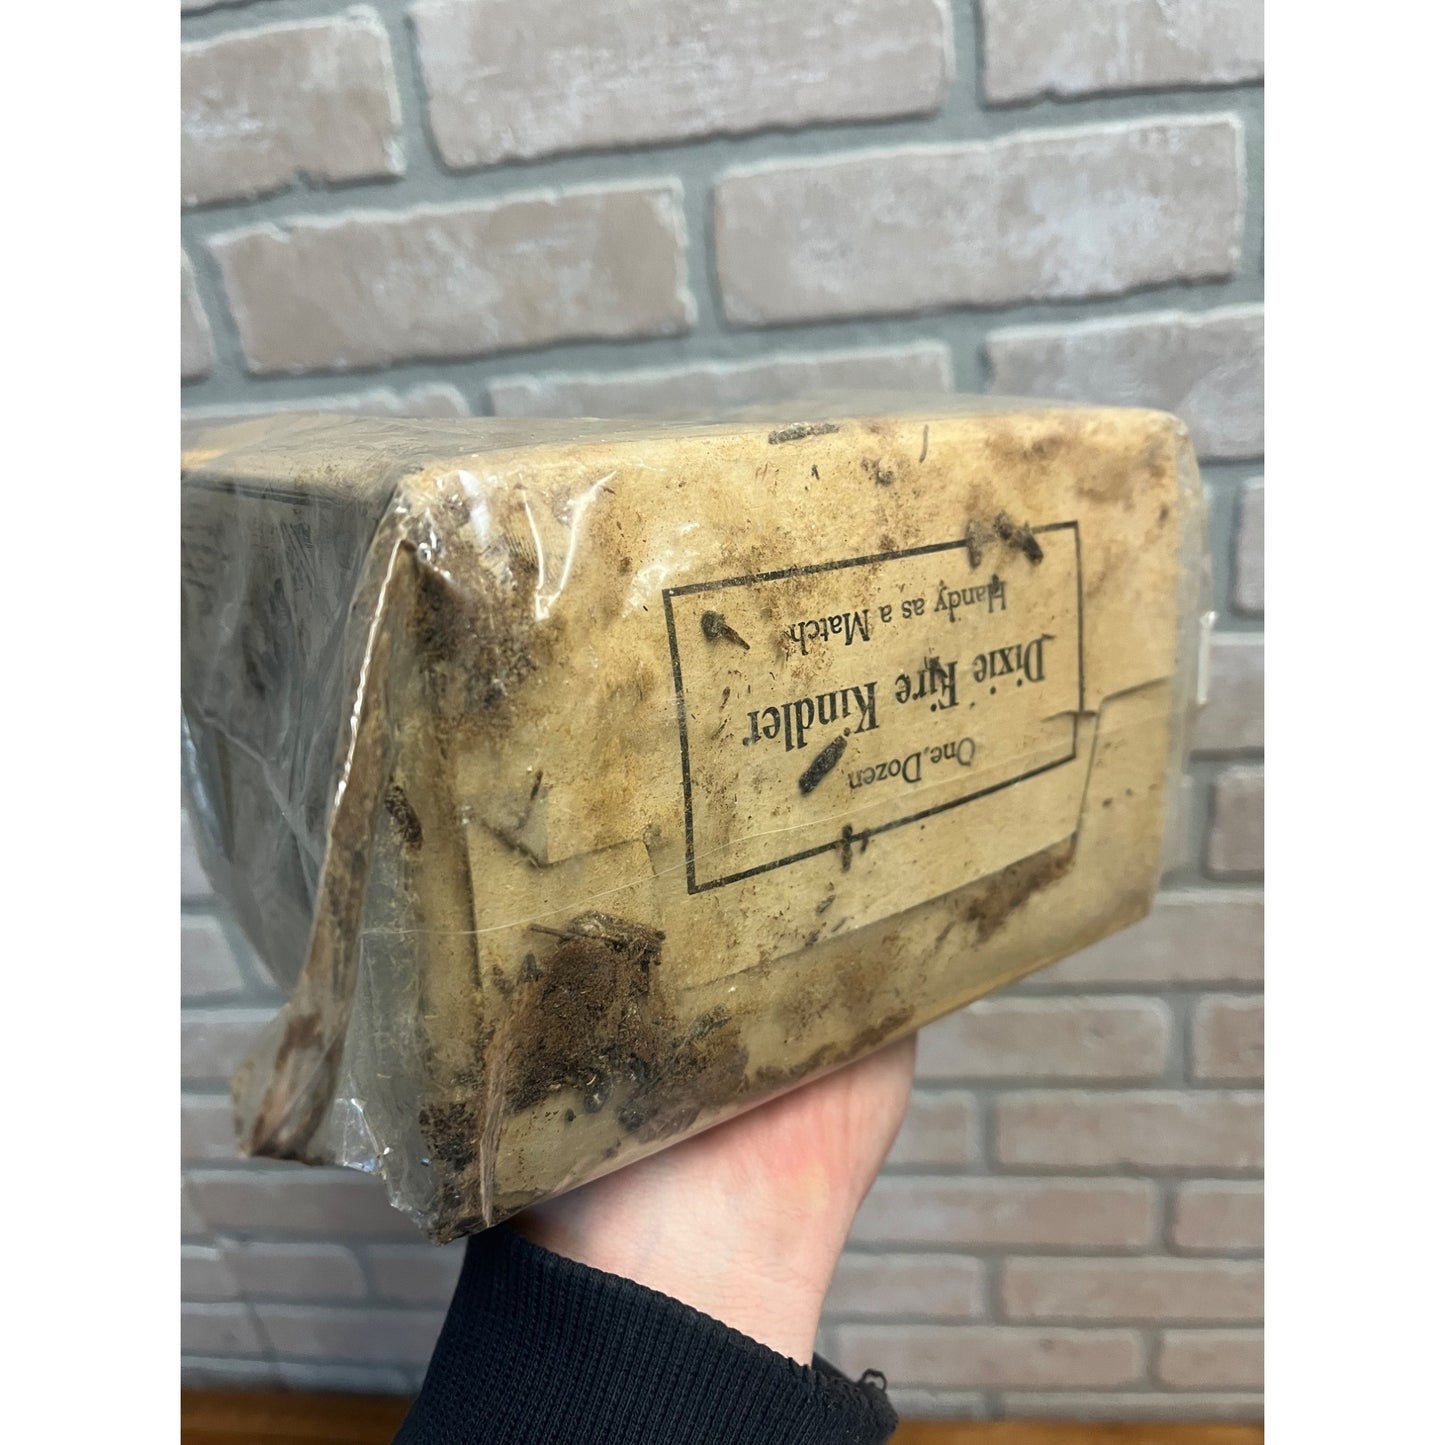 One Dozen
Dixie Fire Kindler
Handy as a Match